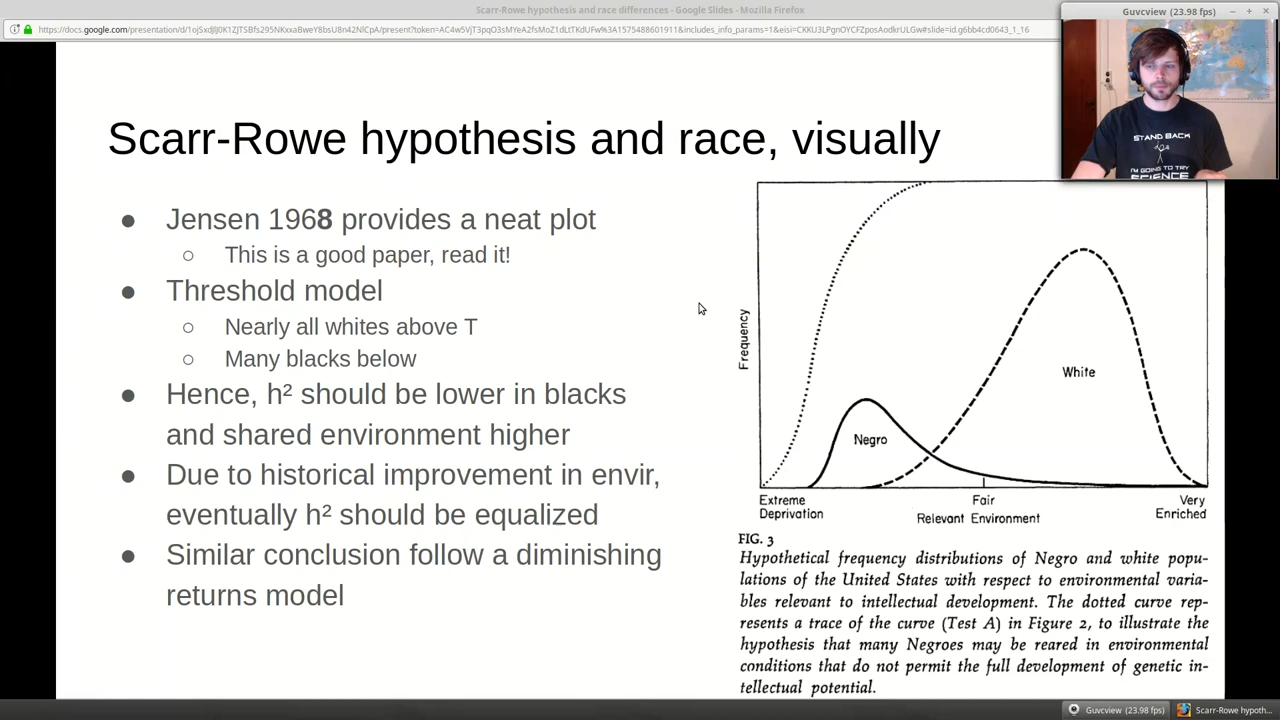 Scarr-Rowe hypothesis and race differences - Google Slides - Mozilla Firefox
Guvcview (23.98 fps)
STAND BACK
I'M GOING TO TRY
SCIENCE
Scarr-Rowe hypothesis and race, visually
● Jensen 1968 provides a neat plot
○ This is a good paper, read it!
● Threshold model
○ Nearly all whites above T
○ Many blacks below
● Hence, h² should be lower in blacks
and shared environment higher
● Due to historical improvement in envir,
eventually h² should be equalized
● Similar conclusion follow a diminishing
returns model
Frequency
White
Negro
Extreme
Deprivation
Fair
Relevant Environment
Very
Enriched
FIG. 3
Hypothetical frequency distributions of Negro and white popu-
lations of the United States with respect to environmental varia-
bles relevant to intellectual development. The dotted curve rep-
resents a trace of the curve (Test A) in Figure 2, to illustrate the
hypothesis that many Negroes may be reared in environmental
conditions that do not permit the full development of genetic in-
tellectual potential.
Guvcview (23.98 fps)
Scarr-Rowe hypoth...